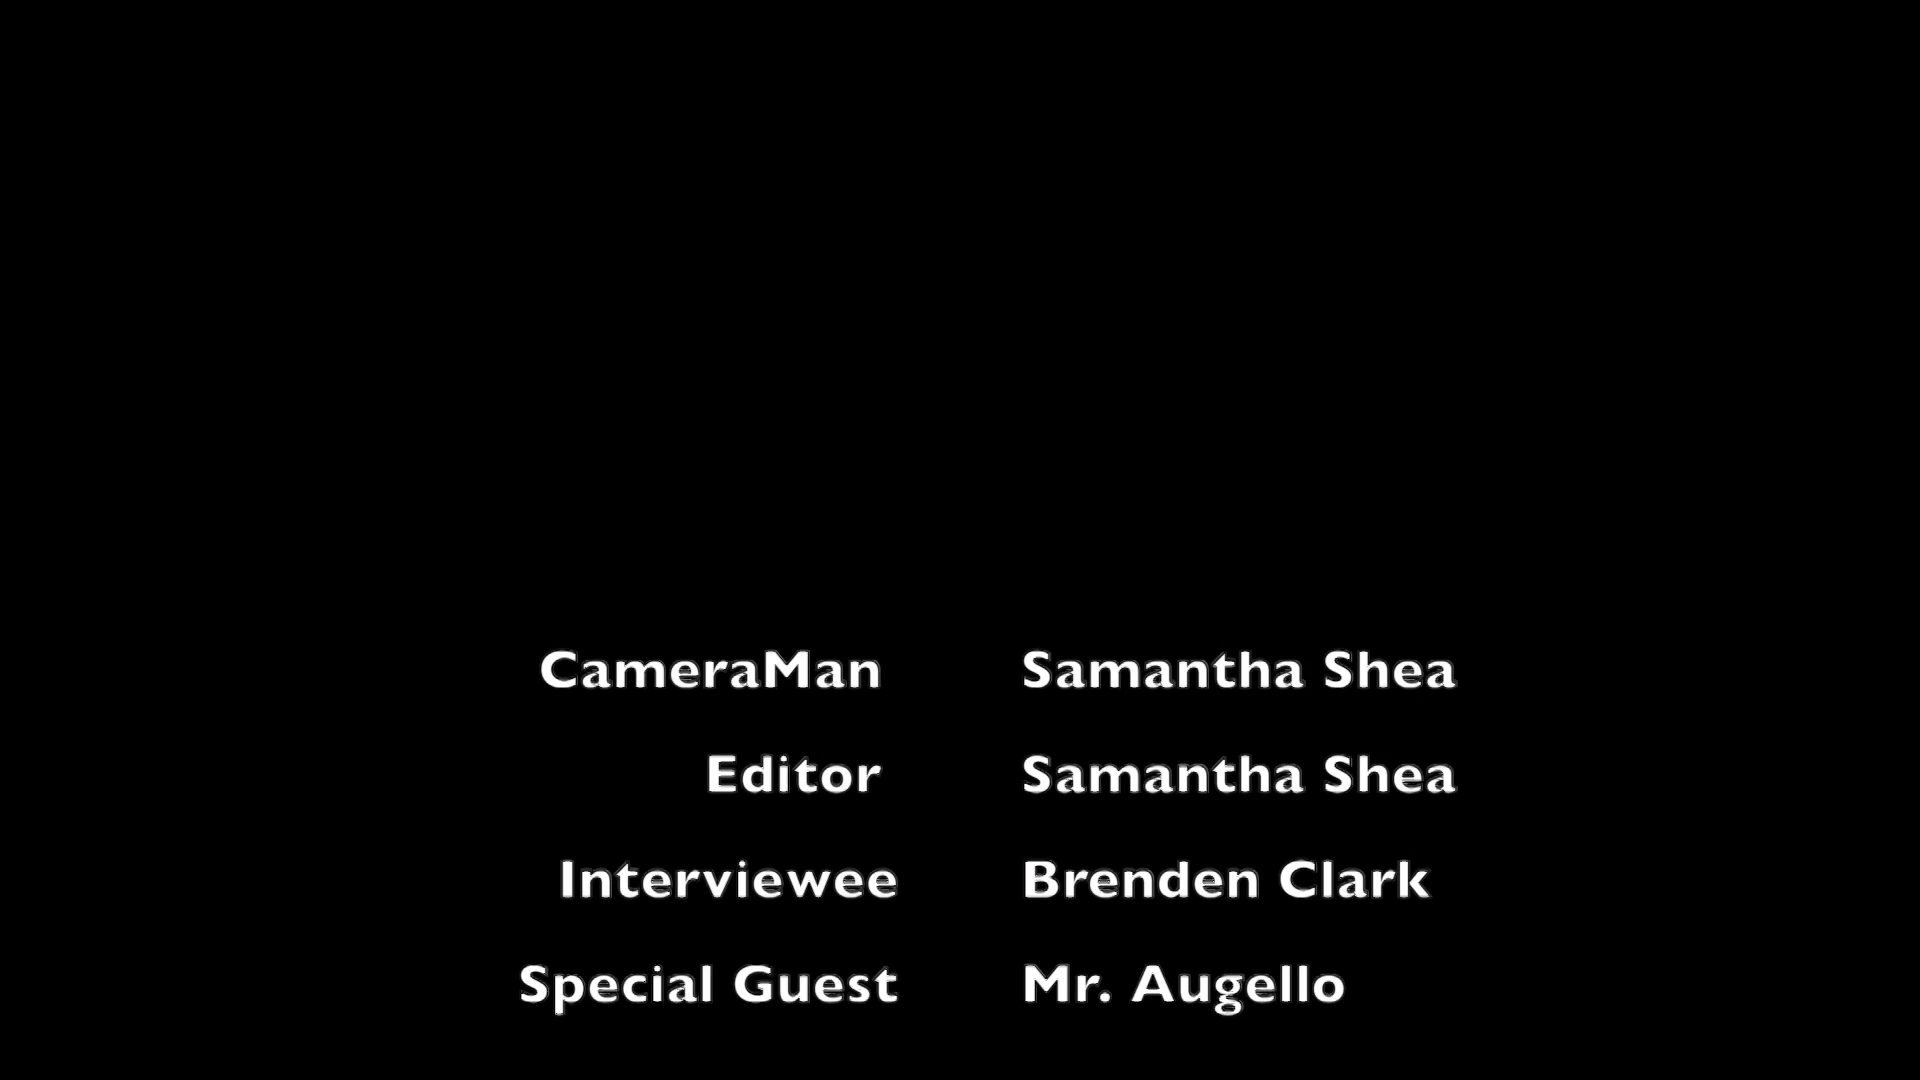 CameraMan Samantha Shea
Editor Samantha Shea
Interviewee Brenden Clark
Special Guest Mr. Augello